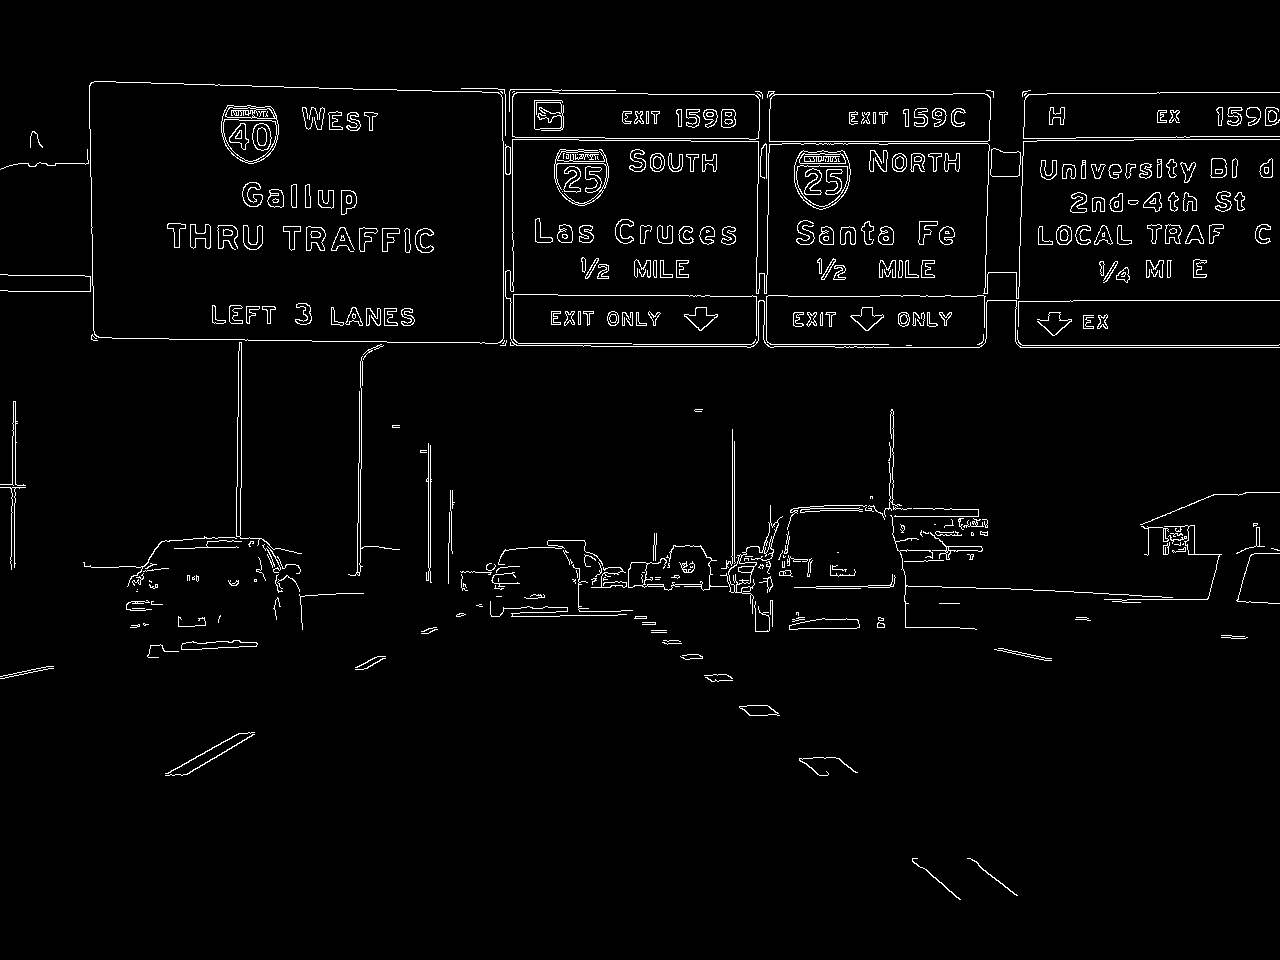 40 WEST
Gallup
THRU TRAFFIC
LEFT 3 LANES
EXIT 159B
25 SOUTH
Las Cruces
1/2 MILE
EXIT ONLY
EXIT 159C
25 NORTH
Santa Fe
1/2 MILE
EXIT ONLY
H EX 159D
University Bl d
2nd-4th St
LOCAL TRAF C
1/4 MI E
EX